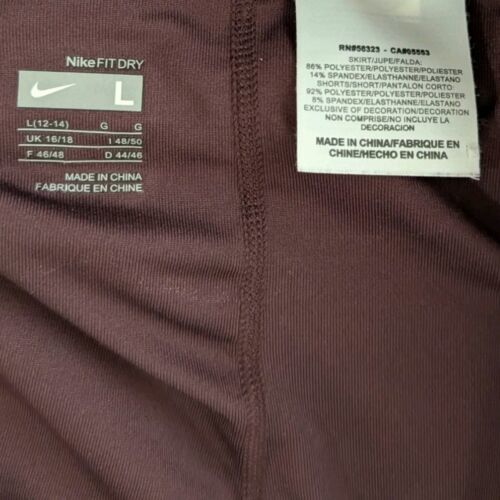 NikeFIT DRY
L
L(12-14) G G
UK 16/18 I 48/50
F 46/48 D 44/46
MADE IN CHINA
FABRIQUE EN CHINE
RN#56323 - CA#05553
SKIRT/JUPE/FALDA:
86% POLYESTER/POLYESTER/POLIESTER
14% SPANDEX/ELASTHANNE/ELASTANO
SHORTS/SHORT/PANTALON CORTO:
92% POLYESTER/POLYESTER/POLIESTER
8% SPANDEX/ELASTHANNE/ELASTANO
EXCLUSIVE OF DECORATION/DECORATION
NON COMPRISE/NO INCLUYE LA
DECORACION
MADE IN CHINA/FABRIQUE EN
CHINE/HECHO EN CHINA